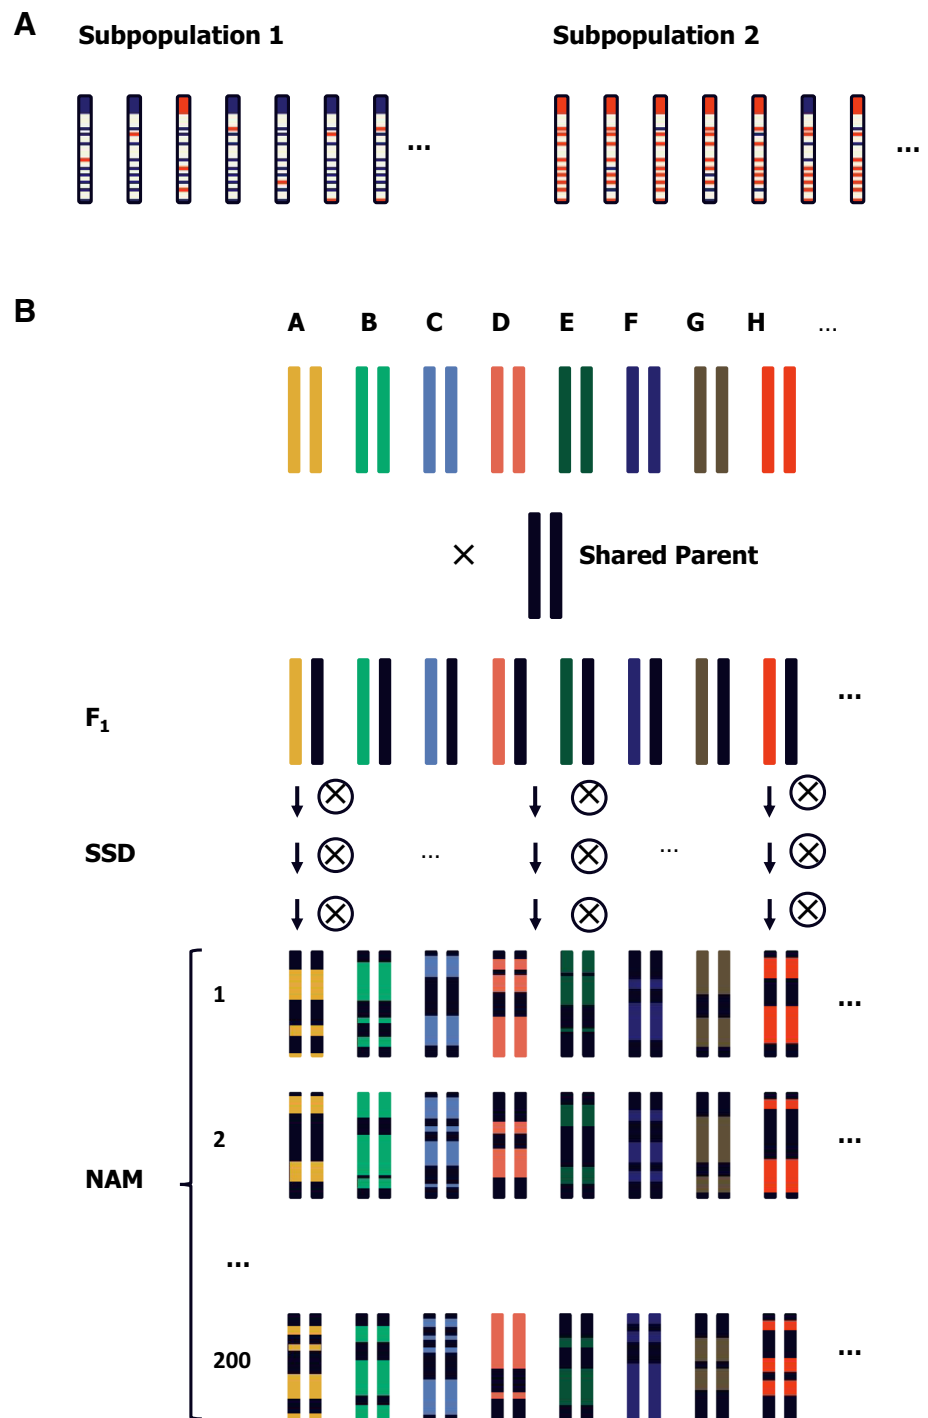 A
Subpopulation 1 Subpopulation 2
... ...
B
A B C D E F G H ...
× Shared Parent
F₁ ...
SSD ... ...
1 ...
2 ...
NAM
...
200 ...